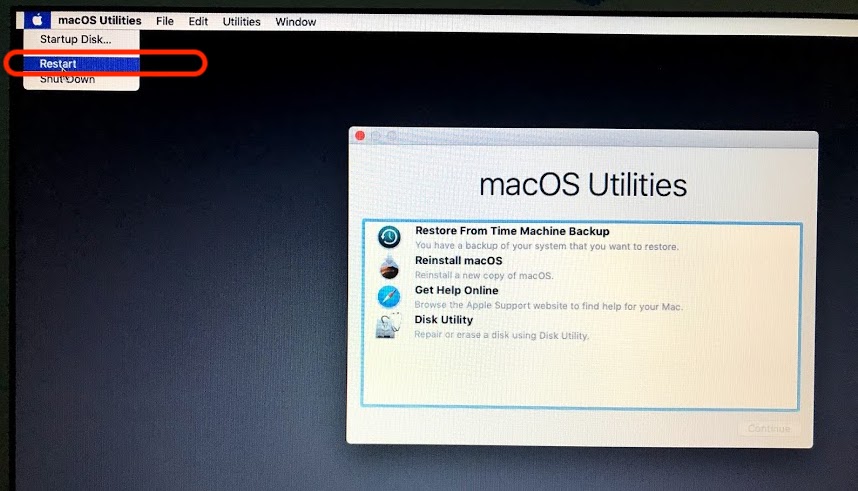 macOS Utilities File Edit Utilities Window
Startup Disk...
Restart
Shut Down
macOS Utilities
Restore From Time Machine Backup
You have a backup of your system that you want to restore.
Reinstall macOS
Reinstall a new copy of macOS.
Get Help Online
Browse the Apple Support website to find help for your Mac.
Disk Utility
Repair or erase a disk using Disk Utility.
Continue